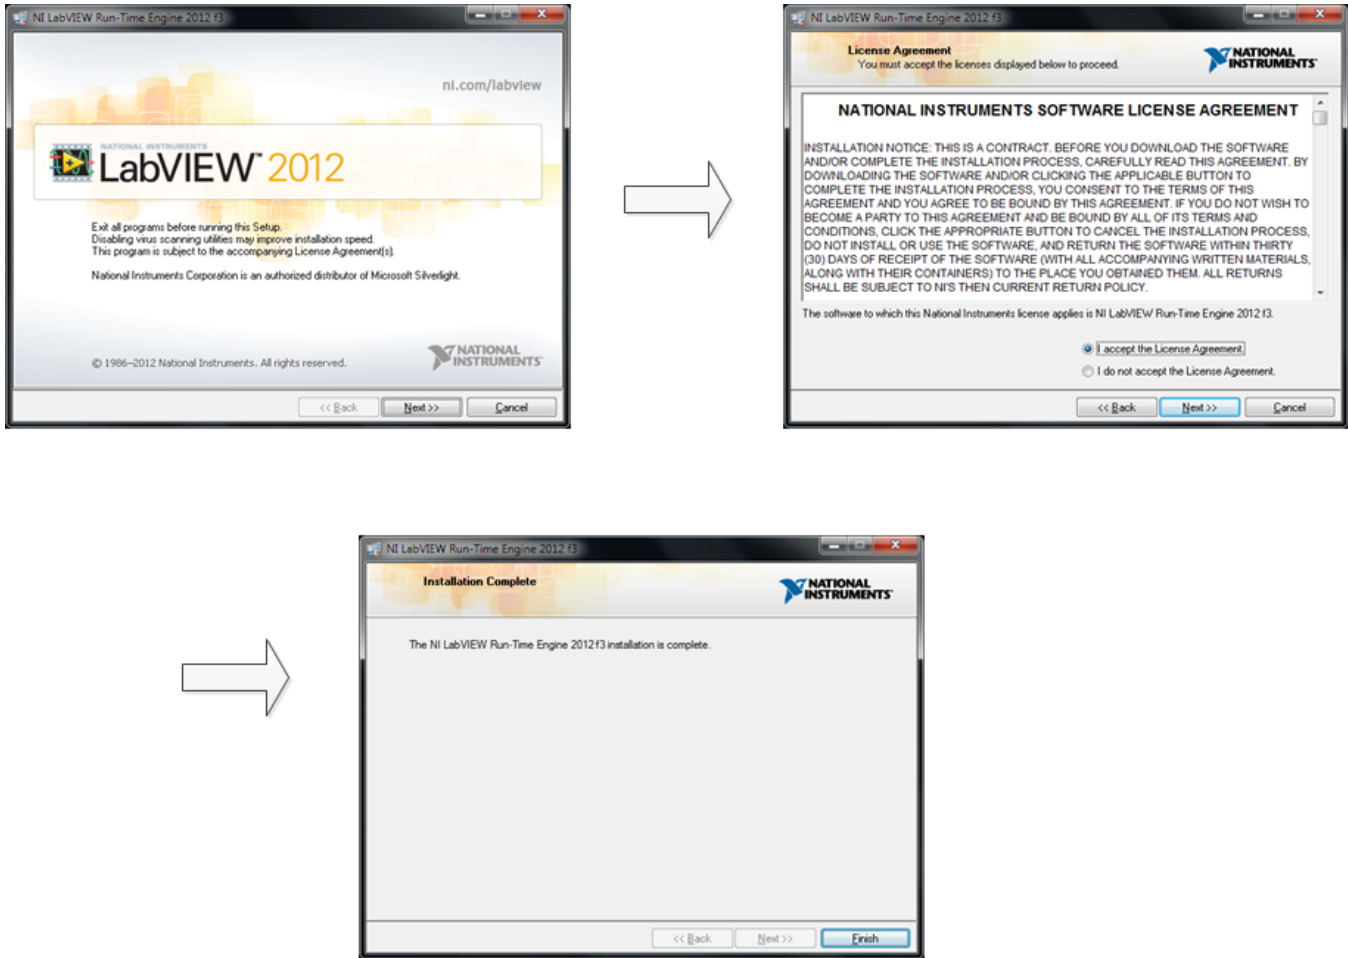 NI LabVIEW Run-Time Engine 2012 f3
ni.com/labview
NATIONAL INSTRUMENTS
LabVIEW™ 2012
Exit all programs before running this Setup.
Disabling virus scanning utilities may improve installation speed.
This program is subject to the accompanying License Agreement(s).
National Instruments Corporation is an authorized distributor of Microsoft Silverlight.
© 1986–2012 National Instruments. All rights reserved.
NATIONAL
INSTRUMENTS
<< Back
Next >>
Cancel
NI LabVIEW Run-Time Engine 2012 f3
License Agreement
You must accept the licenses displayed below to proceed.
NATIONAL
INSTRUMENTS
NATIONAL INSTRUMENTS SOFTWARE LICENSE AGREEMENT
INSTALLATION NOTICE: THIS IS A CONTRACT. BEFORE YOU DOWNLOAD THE SOFTWARE
AND/OR COMPLETE THE INSTALLATION PROCESS, CAREFULLY READ THIS AGREEMENT. BY
DOWNLOADING THE SOFTWARE AND/OR CLICKING THE APPLICABLE BUTTON TO
COMPLETE THE INSTALLATION PROCESS, YOU CONSENT TO THE TERMS OF THIS
AGREEMENT AND YOU AGREE TO BE BOUND BY THIS AGREEMENT. IF YOU DO NOT WISH TO
BECOME A PARTY TO THIS AGREEMENT AND BE BOUND BY ALL OF ITS TERMS AND
CONDITIONS, CLICK THE APPROPRIATE BUTTON TO CANCEL THE INSTALLATION PROCESS,
DO NOT INSTALL OR USE THE SOFTWARE, AND RETURN THE SOFTWARE WITHIN THIRTY
(30) DAYS OF RECEIPT OF THE SOFTWARE (WITH ALL ACCOMPANYING WRITTEN MATERIALS,
ALONG WITH THEIR CONTAINERS) TO THE PLACE YOU OBTAINED THEM. ALL RETURNS
SHALL BE SUBJECT TO NI'S THEN CURRENT RETURN POLICY.
The software to which this National Instruments license applies is NI LabVIEW Run-Time Engine 2012 f3.
I accept the License Agreement.
I do not accept the License Agreement.
<< Back
Next >>
Cancel
NI LabVIEW Run-Time Engine 2012 f3
Installation Complete
NATIONAL
INSTRUMENTS
The NI LabVIEW Run-Time Engine 2012 f3 installation is complete.
<< Back
Next >>
Finish